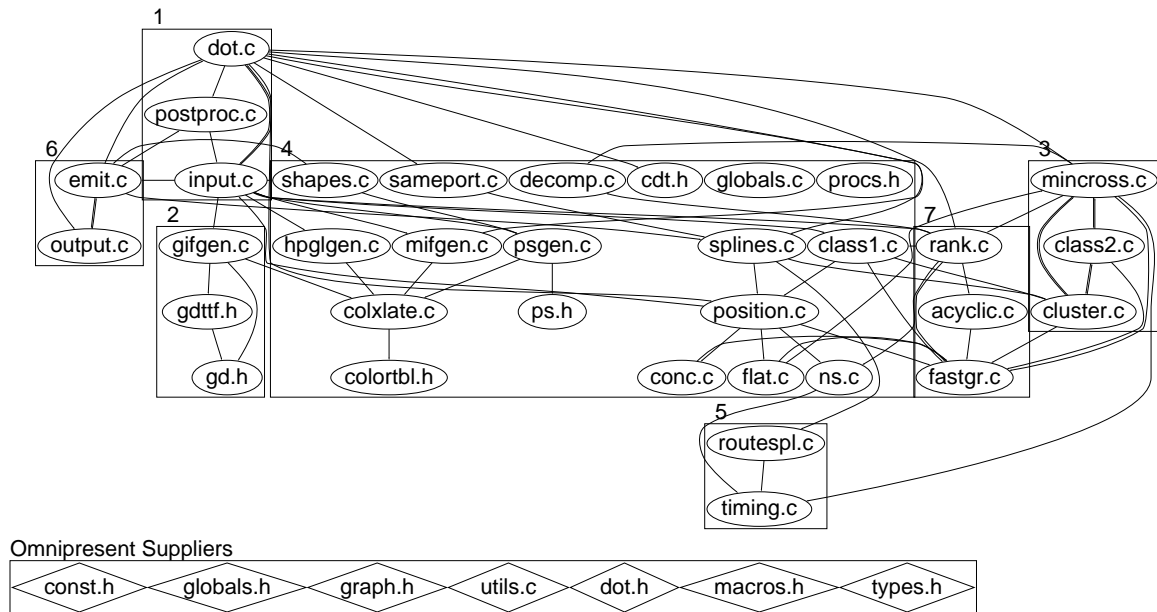 1
dot.c
postproc.c
6 4 3
emit.c input.c shapes.c sameport.c decomp.c cdt.h globals.c procs.h mincross.c
2 7
output.c gifgen.c hpglgen.c mifgen.c psgen.c splines.c class1.c rank.c class2.c
gdttf.h colxlate.c ps.h position.c acyclic.c cluster.c
gd.h colortbl.h conc.c flat.c ns.c fastgr.c
5
routespl.c
timing.c
Omnipresent Suppliers
const.h globals.h graph.h utils.c dot.h macros.h types.h